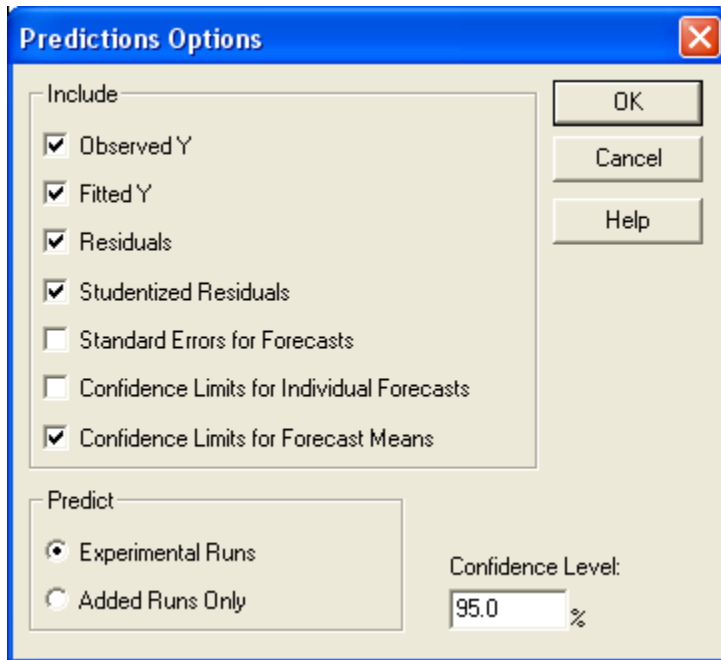 Predictions Options
Include
Observed Y
Fitted Y
Residuals
Studentized Residuals
Standard Errors for Forecasts
Confidence Limits for Individual Forecasts
Confidence Limits for Forecast Means
OK
Cancel
Help
Predict
Experimental Runs
Added Runs Only
Confidence Level:
95.0 %